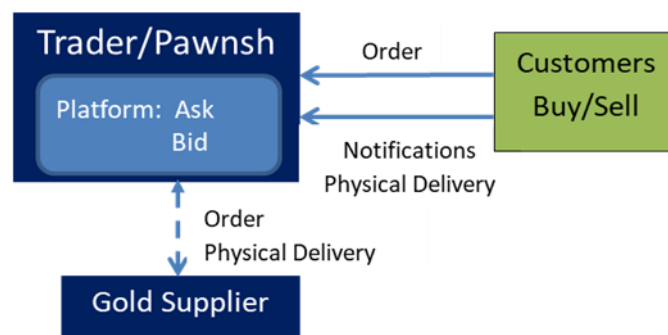 Trader/Pawnsh
Platform: Ask
Bid
Order
Customers
Buy/Sell
Notifications
Physical Delivery
Order
Physical Delivery
Gold Supplier